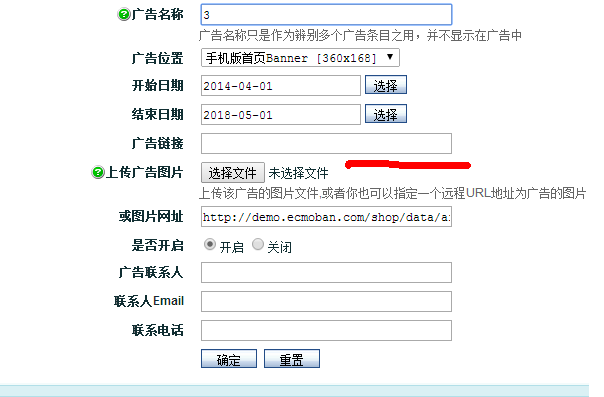 广告名称 3
广告名称只是作为辨别多个广告条目之用，并不显示在广告中
广告位置 手机版首页Banner [360x168]
开始日期 2014-04-01 选择
结束日期 2018-05-01 选择
广告链接
上传广告图片 选择文件 未选择文件
上传该广告的图片文件,或者你也可以指定一个远程URL地址为广告的图片
或图片网址 http://demo.ecmoban.com/shop/data/a
是否开启 开启 关闭
广告联系人
联系人Email
联系电话
确定 重置